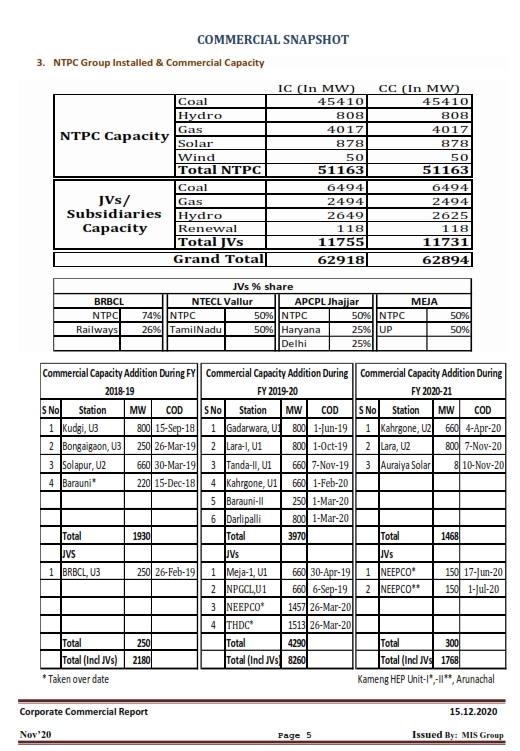 COMMERCIAL SNAPSHOT
3. NTPC Group Installed & Commercial Capacity
IC (In MW) CC (In MW)
NTPC Capacity
Coal 45410 45410
Hydro 808 808
Gas 4017 4017
Solar 878 878
Wind 50 50
Total NTPC 51163 51163
JVs/
Subsidiaries
Capacity
Coal 6494 6494
Gas 2494 2494
Hydro 2649 2625
Renewal 118 118
Total JVs 11755 11731
Grand Total 62918 62894
JVs % share
BRBCL NTECL Vallur APCPL Jhajjar MEJA
NTPC 74% NTPC 50% NTPC 50% NTPC 50%
Railways 26% TamilNadu 50% Haryana 25% UP 50%
Delhi 25%
Commercial Capacity Addition During FY
2018-19
S No Station MW COD
1 Kudgi, U3 800 15-Sep-18
2 Bongaigaon, U3 250 26-Mar-19
3 Solapur, U2 660 30-Mar-19
4 Barauni* 220 15-Dec-18
Total 1930
JVS
1 BRBCL, U3 250 26-Feb-19
Total 250
Total (Incl JVs) 2180
Commercial Capacity Addition During
FY 2019-20
S No Station MW COD
1 Gadarwara, U1 800 1-Jun-19
2 Lara-I, U1 800 1-Oct-19
3 Tanda-II, U1 660 7-Nov-19
4 Kahrgone, U1 660 1-Feb-20
5 Barauni-II 250 1-Mar-20
6 Darlipalli 800 1-Mar-20
Total 3970
JVs
1 Meja-1, U1 660 30-Apr-19
2 NPGCL,U1 660 6-Sep-19
3 NEEPCO* 1457 26-Mar-20
4 THDC* 1513 26-Mar-20
Total 4290
Total (Incl JVs) 8260
Commercial Capacity Addition During
FY 2020-21
S No Station MW COD
1 Kahrgone, U2 660 4-Apr-20
2 Lara, U2 800 7-Nov-20
3 Auraiya Solar 8 10-Nov-20
Total 1468
JVs
1 NEEPCO* 150 17-Jun-20
2 NEEPCO** 150 1-Jul-20
Total 300
Total (Incl JVs) 1768
* Taken over date
Kameng HEP Unit-I*,-II**, Arunachal
Corporate Commercial Report 15.12.2020
Nov'20 Page 5 Issued By: MIS Group